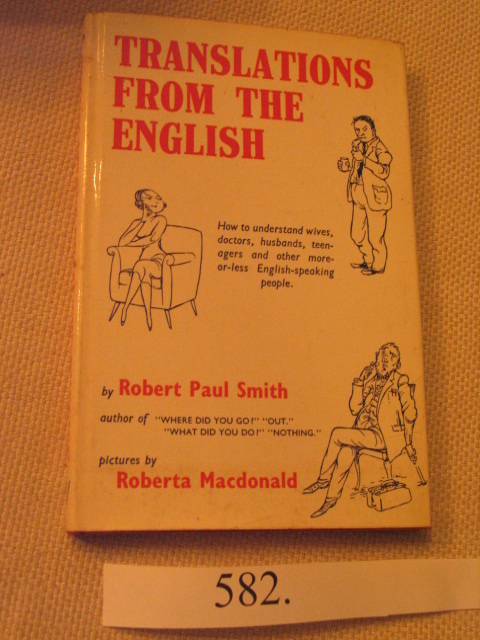 TRANSLATIONS
FROM THE
ENGLISH
How to understand wives,
doctors, husbands, teen-
agers and other more-
or-less English-speaking
people.
by Robert Paul Smith
author of "WHERE DID YOU GO?" "OUT."
"WHAT DID YOU DO?" "NOTHING."
pictures by
Roberta Macdonald
582.